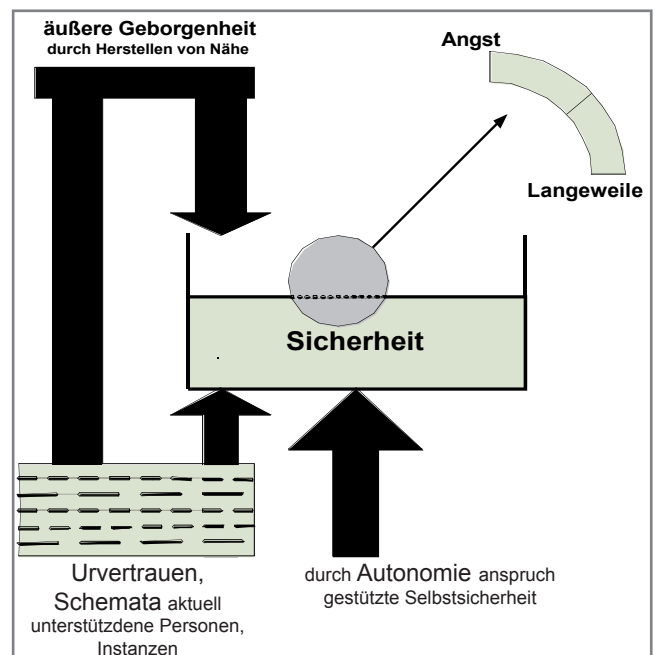 äußere Geborgenheit
durch Herstellen von Nähe
Angst
Langeweile
Sicherheit
Urvertrauen,
Schemata aktuell
unterstützdene Personen,
Instanzen
durch Autonomie anspruch
gestützte Selbstsicherheit